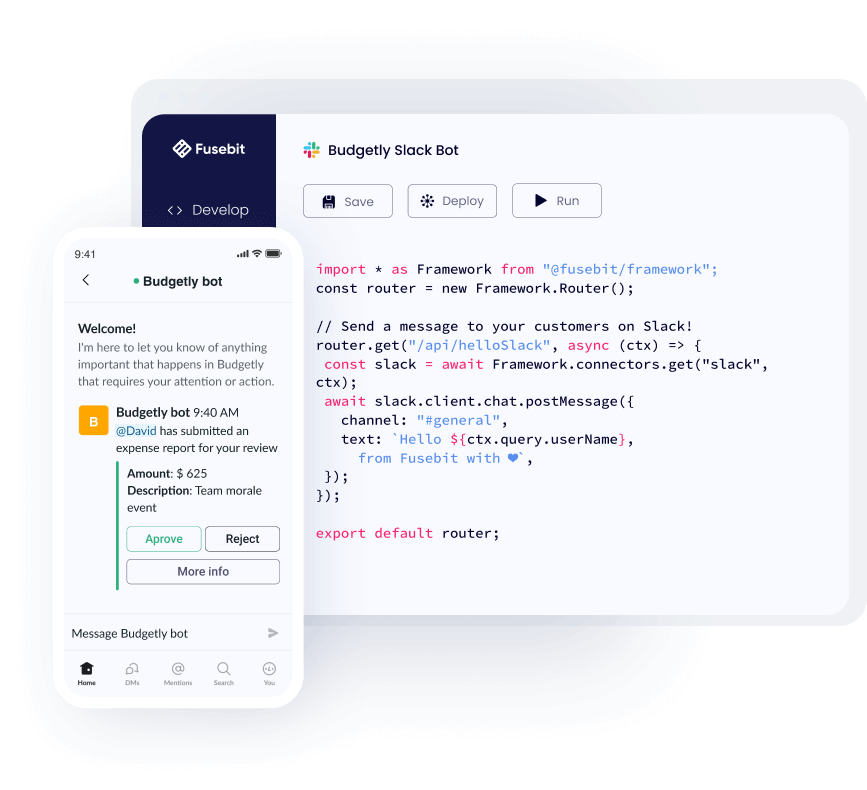 Fusebit
Develop
Budgetly Slack Bot
Save
Deploy
Run
import * as Framework from "@fusebit/framework";
const router = new Framework.Router();
// Send a message to your customers on Slack!
router.get("/api/helloSlack", async (ctx) => {
const slack = await Framework.connectors.get("slack",
ctx);
await slack.client.chat.postMessage({
channel: "#general",
text: `Hello ${ctx.query.userName},
from Fusebit with ❤`,
});
});
export default router;
9:41
Budgetly bot
Welcome!
I'm here to let you know of anything
important that happens in Budgetly
that requires your attention or action.
B
Budgetly bot 9:40 AM
@David has submitted an
expense report for your review
Amount: $ 625
Description: Team morale
event
Aprove
Reject
More info
Message Budgetly bot
Home
DMs
Mentions
Search
You